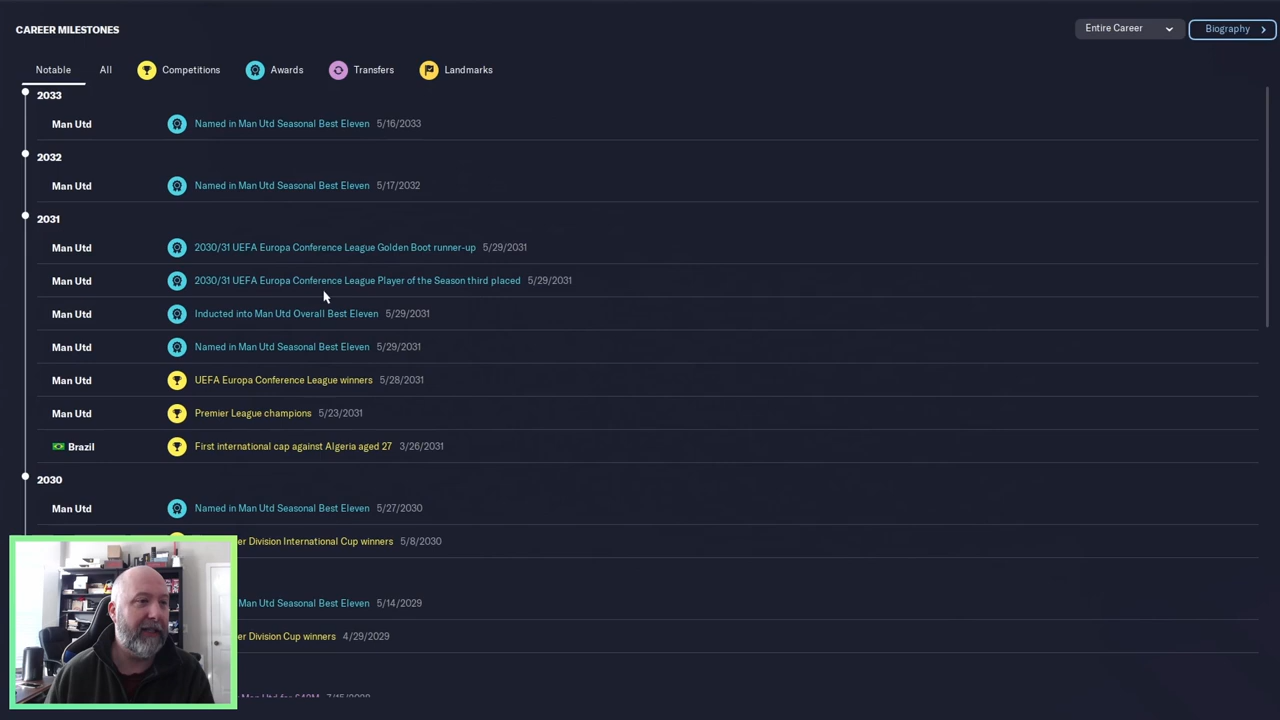 CAREER MILESTONES
Entire Career
Biography
Notable All Competitions Awards Transfers Landmarks
2033
Man Utd Named in Man Utd Seasonal Best Eleven 5/16/2033
2032
Man Utd Named in Man Utd Seasonal Best Eleven 5/17/2032
2031
Man Utd 2030/31 UEFA Europa Conference League Golden Boot runner-up 5/29/2031
Man Utd 2030/31 UEFA Europa Conference League Player of the Season third placed 5/29/2031
Man Utd Inducted into Man Utd Overall Best Eleven 5/29/2031
Man Utd Named in Man Utd Seasonal Best Eleven 5/29/2031
Man Utd UEFA Europa Conference League winners 5/28/2031
Man Utd Premier League champions 5/23/2031
Brazil First international cap against Algeria aged 27 3/26/2031
2030
Man Utd Named in Man Utd Seasonal Best Eleven 5/27/2030
er Division International Cup winners 5/8/2030
Man Utd Seasonal Best Eleven 5/14/2029
er Division Cup winners 4/29/2029